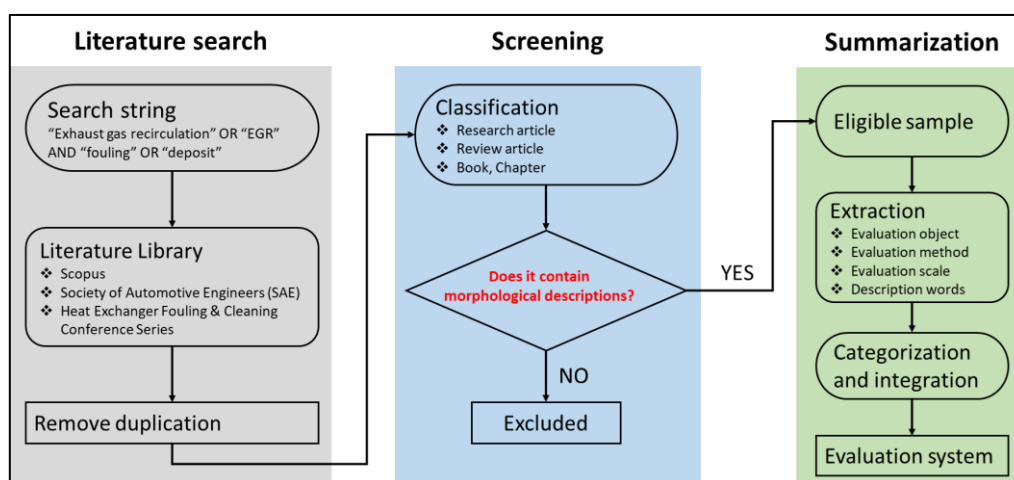 Literature search
Search string
“Exhaust gas recirculation” OR “EGR”
AND “fouling” OR “deposit”
Literature Library
❖ Scopus
❖ Society of Automotive Engineers (SAE)
❖ Heat Exchanger Fouling & Cleaning
Conference Series
Remove duplication
Screening
Classification
❖ Research article
❖ Review article
❖ Book, Chapter
Does it contain
morphological descriptions?
YES
NO
Excluded
Summarization
Eligible sample
Extraction
❖ Evaluation object
❖ Evaluation method
❖ Evaluation scale
❖ Description words
Categorization
and integration
Evaluation system